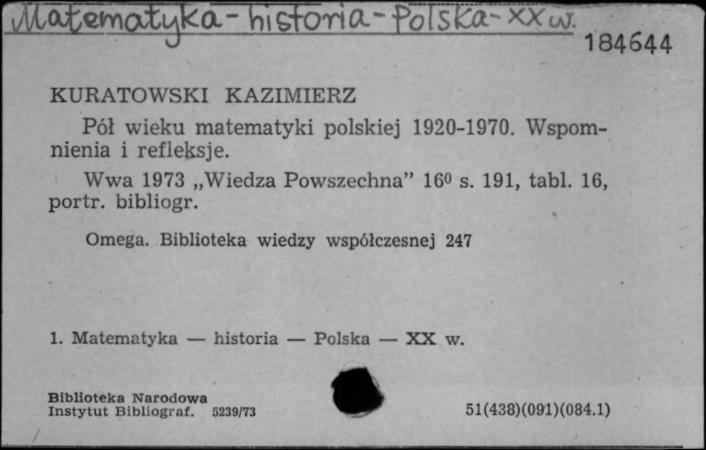 Matematyka - historia - Polska - XX w.
184644
KURATOWSKI KAZIMIERZ
Pół wieku matematyki polskiej 1920-1970. Wspom-
nienia i refleksje.
Wwa 1973 „Wiedza Powszechna” 16⁰ s. 191, tabl. 16,
portr. bibliogr.
Omega. Biblioteka wiedzy współczesnej 247
1. Matematyka — historia — Polska — XX w.
Biblioteka Narodowa
Instytut Bibliograf. 5239/73
51(438)(091)(084.1)